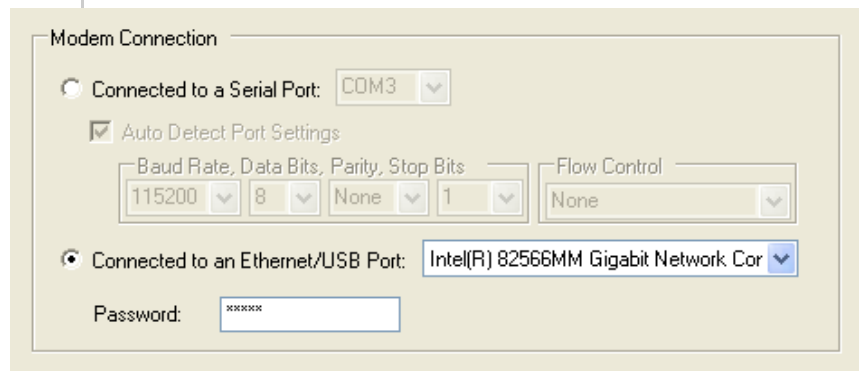 Modem Connection
Connected to a Serial Port: COM3
Auto Detect Port Settings
Baud Rate, Data Bits, Parity, Stop Bits Flow Control
115200 8 None 1 None
Connected to an Ethernet/USB Port: Intel(R) 82566MM Gigabit Network Cor
Password: *****